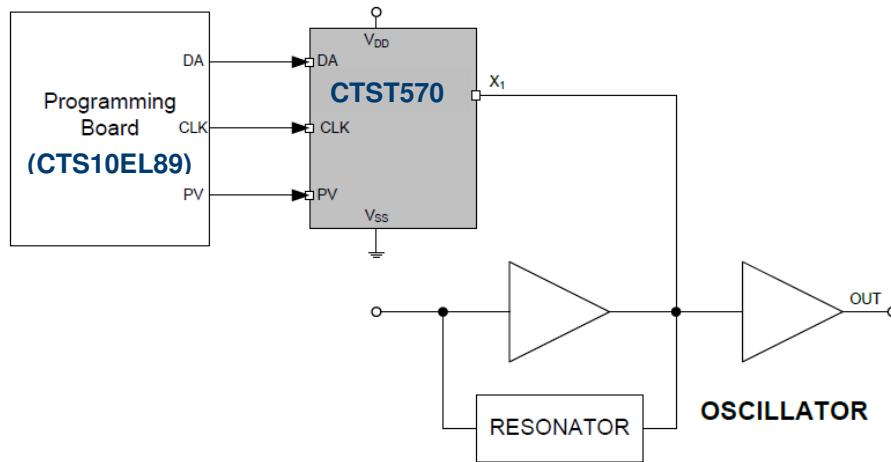 DA
Programming
Board
(CTS10EL89)
CLK
PV
VDD
DA
CTST570
X1
CLK
PV
VSS
OUT
RESONATOR
OSCILLATOR